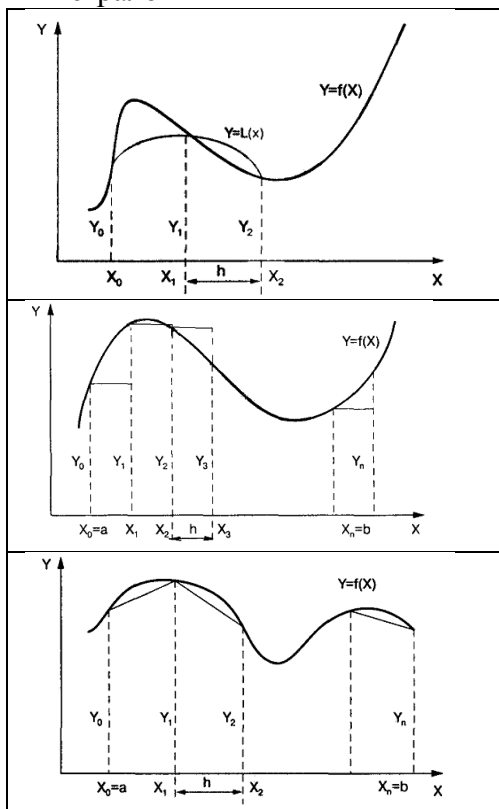 Y
Y=f(X)
Y=L(x)
Y₀ Y₁ Y₂
X₀ X₁ h X₂ X
Y
Y=f(X)
Y₀ Y₁ Y₂ Y₃ Yₙ
X₀=a X₁ X₂ h X₃ Xₙ=b X
Y
Y=f(X)
Y₀ Y₁ Y₂ Yₙ
X₀=a X₁ h X₂ Xₙ=b X